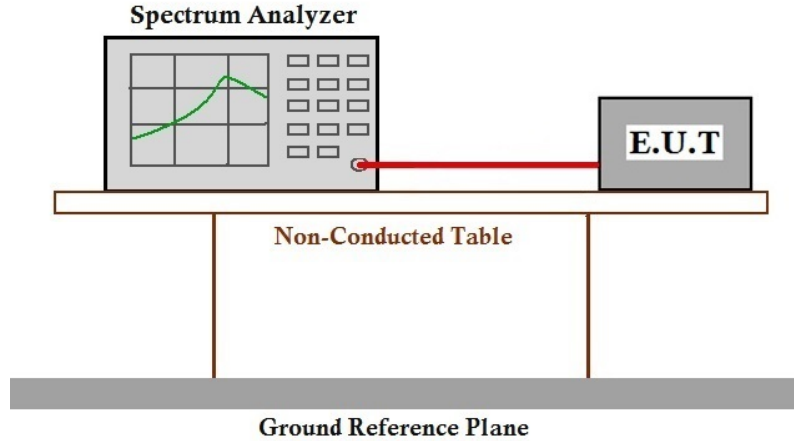 Spectrum Analyzer
E.U.T
Non-Conducted Table
Ground Reference Plane